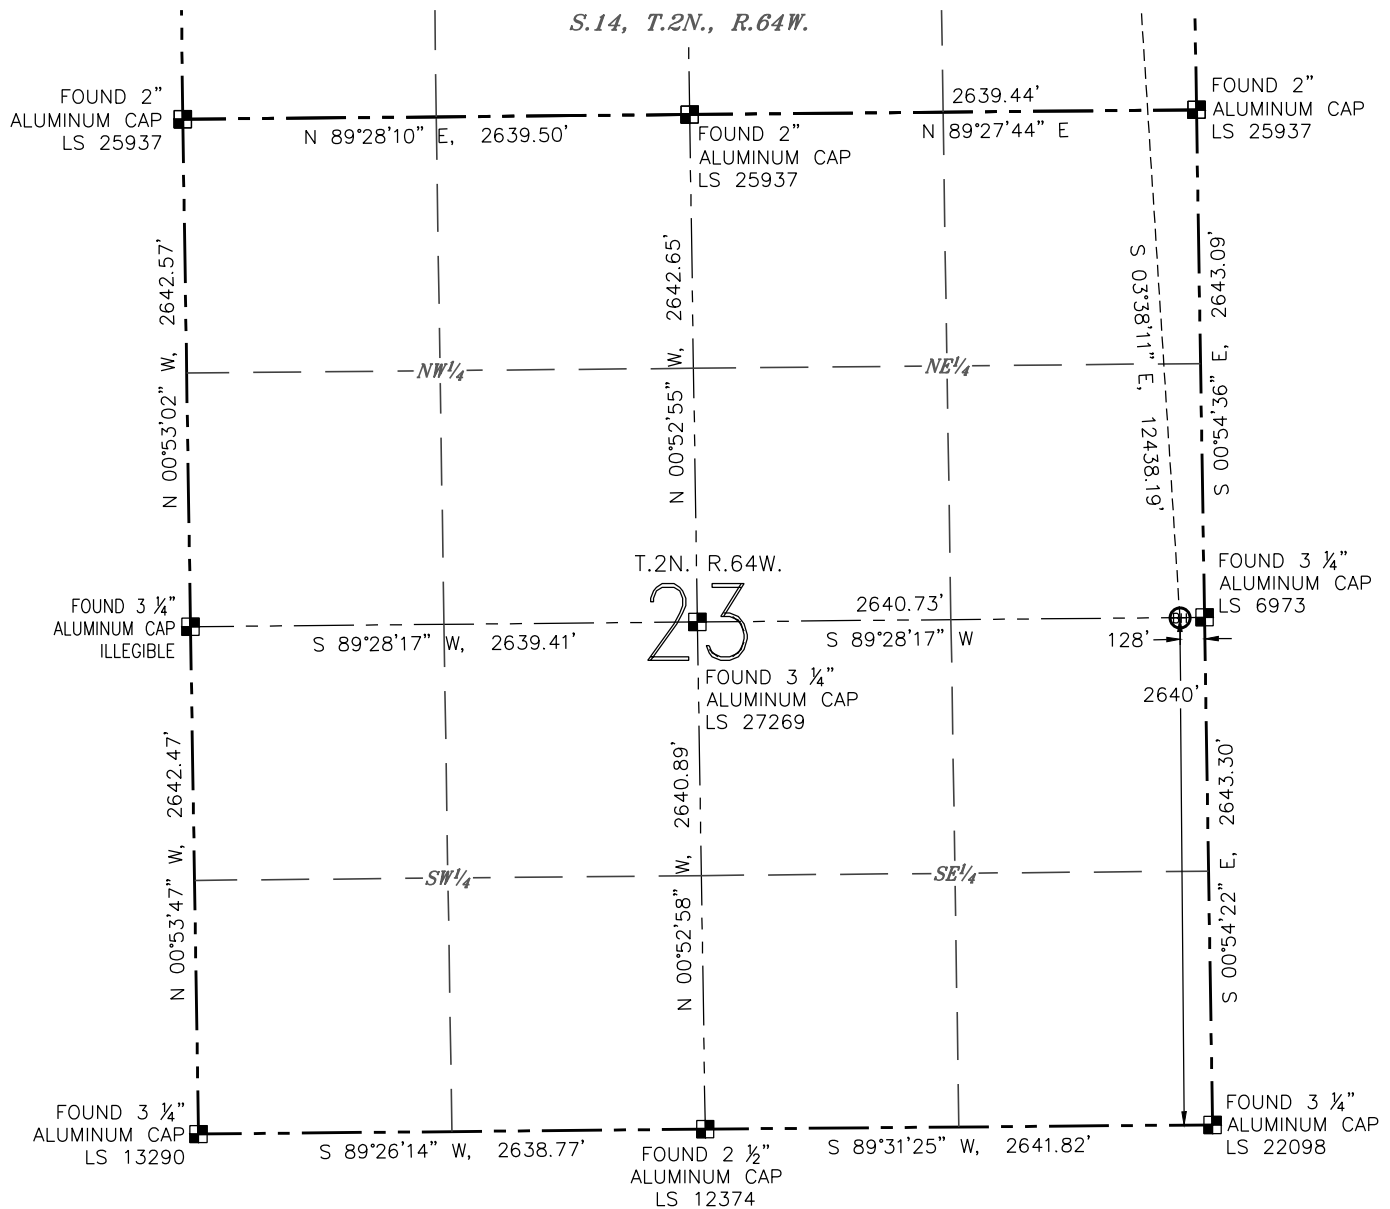 S.14, T.2N., R.64W.
FOUND 2”
ALUMINUM CAP
LS 25937
N 89°28'10” E, 2639.50'
FOUND 2”
ALUMINUM CAP
LS 25937
2639.44'
N 89°27'44” E
FOUND 2”
ALUMINUM CAP
LS 25937
N 00°53'02” W, 2642.57'
N 00°52'55” W, 2642.65'
S 03°38'11” E, 12438.19'
S 00°54'36” E, 2643.09'
NW¼
NE¼
T.2N. R.64W.
23
FOUND 3 ¼”
ALUMINUM CAP
ILLEGIBLE
S 89°28'17” W, 2639.41'
2640.73'
S 89°28'17” W
FOUND 3 ¼”
ALUMINUM CAP
LS 6973
128'
2640'
FOUND 3 ¼”
ALUMINUM CAP
LS 27269
N 00°53'47” W, 2642.47'
N 00°52'58” W, 2640.89'
S 00°54'22” E, 2643.30'
SW¼
SE¼
FOUND 3 ¼”
ALUMINUM CAP
LS 13290
S 89°26'14” W, 2638.77'
FOUND 2 ½”
ALUMINUM CAP
LS 12374
S 89°31'25” W, 2641.82'
FOUND 3 ¼”
ALUMINUM CAP
LS 22098